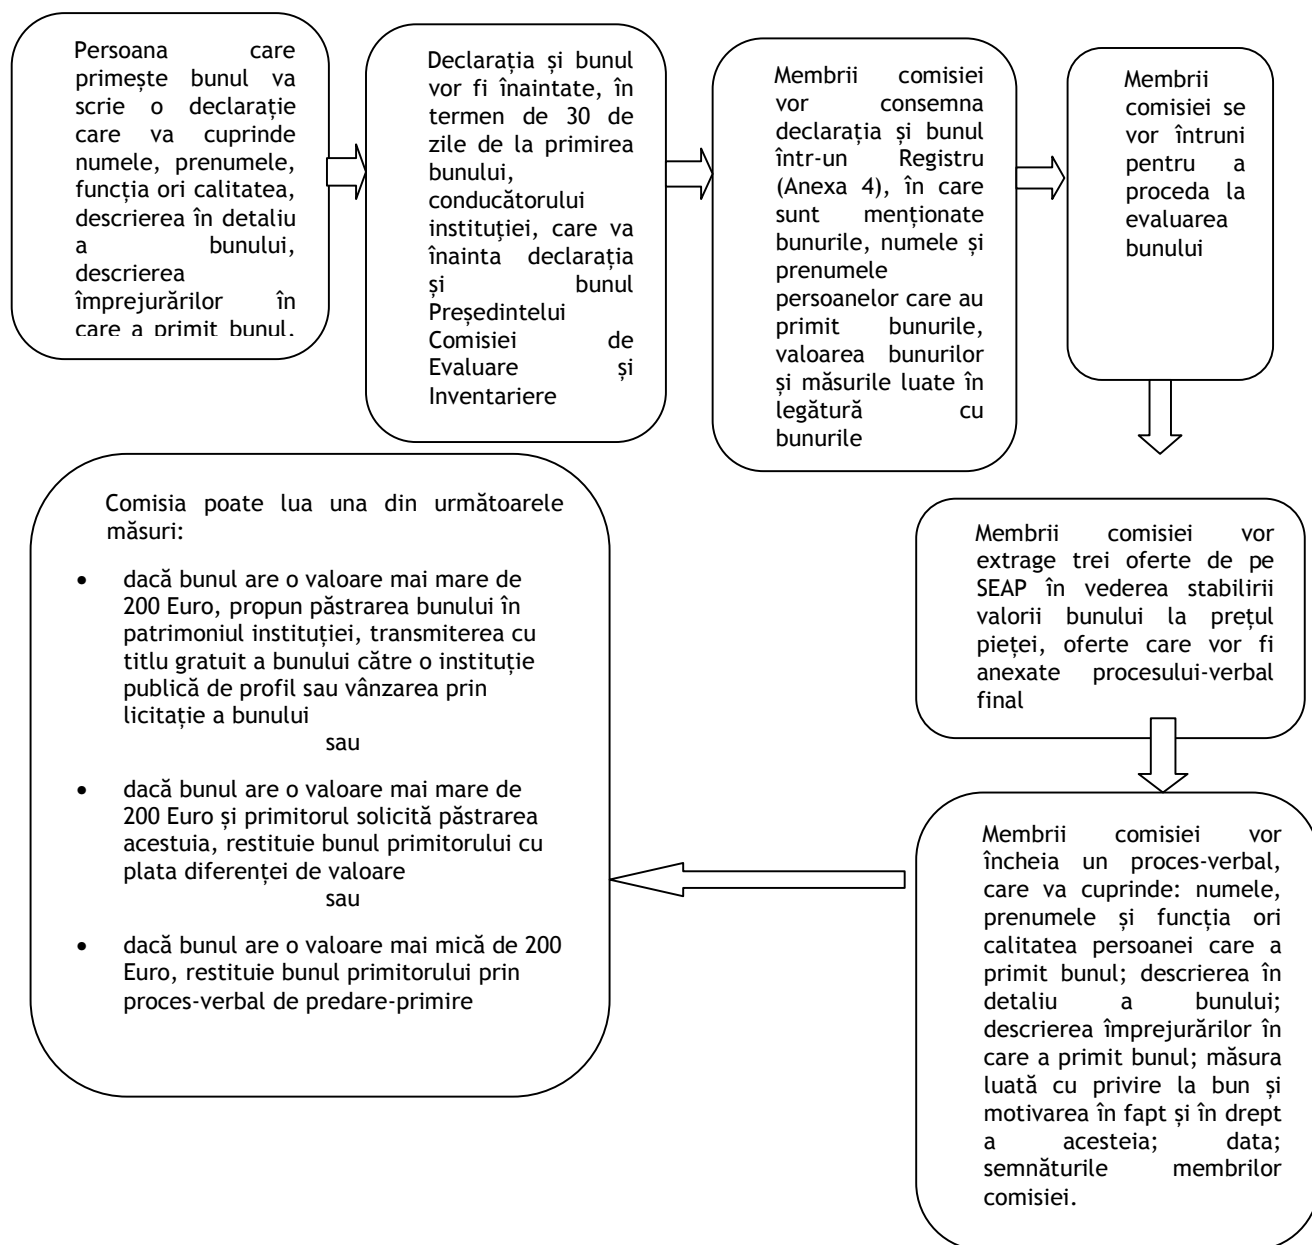 Persoana care
primește bunul va
scrie o declarație
care va cuprinde
numele, prenumele,
funcția ori calitatea,
descrierea în detaliu
a bunului,
descrierea
împrejurărilor în
care a primit bunul.
Declarația și bunul
vor fi înaintate, în
termen de 30 de
zile de la primirea
bunului,
conducătorului
instituției, care va
înainta declarația
și bunul
Președintelui
Comisiei de
Evaluare și
Inventariere
Membrii comisiei
vor consemna
declarația și bunul
într-un Registru
(Anexa 4), în care
sunt menționate
bunurile, numele și
prenumele
persoanelor care au
primit bunurile,
valoarea bunurilor
și măsurile luate în
legătură cu
bunurile
Membrii
comisiei se
vor întruni
pentru a
proceda la
evaluarea
bunului
Membrii comisiei vor
extrage trei oferte de pe
SEAP în vederea stabilirii
valorii bunului la prețul
pieței, oferte care vor fi
anexate procesului-verbal
final
Membrii comisiei vor
încheia un proces-verbal,
care va cuprinde: numele,
prenumele și funcția ori
calitatea persoanei care a
primit bunul; descrierea în
detaliu a bunului;
descrierea împrejurărilor în
care a primit bunul; măsura
luată cu privire la bun și
motivarea în fapt și în drept
a acesteia; data;
semnăturile membrilor
comisiei.
Comisia poate lua una din următoarele
măsuri:
• dacă bunul are o valoare mai mare de
200 Euro, propun păstrarea bunului în
patrimoniul instituției, transmiterea cu
titlu gratuit a bunului către o instituție
publică de profil sau vânzarea prin
licitație a bunului
sau
• dacă bunul are o valoare mai mare de
200 Euro și primitorul solicită păstrarea
acestuia, restituie bunul primitorului cu
plata diferenței de valoare
sau
• dacă bunul are o valoare mai mică de 200
Euro, restituie bunul primitorului prin
proces-verbal de predare-primire